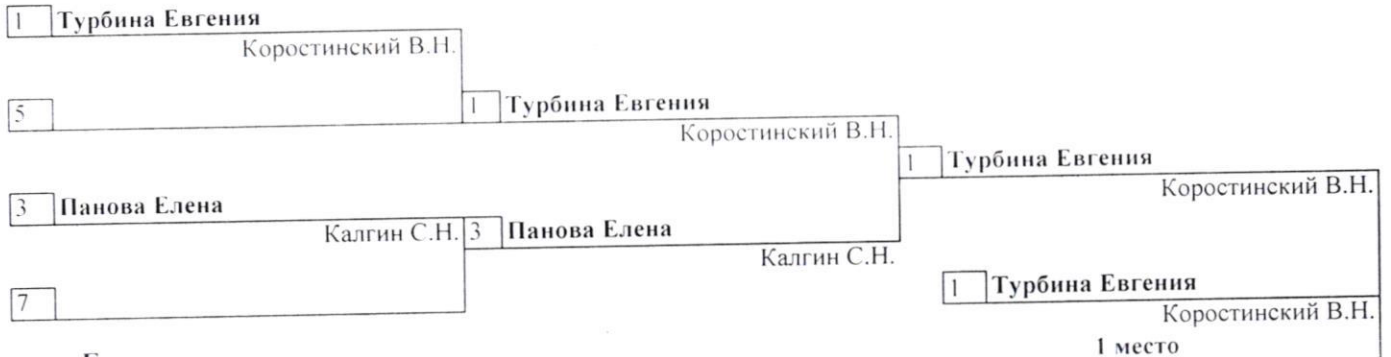 1 Турбина Евгения
Коростинский В.Н.
5
1 Турбина Евгения
Коростинский В.Н.
1 Турбина Евгения
Коростинский В.Н.
3 Панова Елена
Калгин С.Н.
3 Панова Елена
Калгин С.Н.
7
1 Турбина Евгения
Коростинский В.Н.
1 место